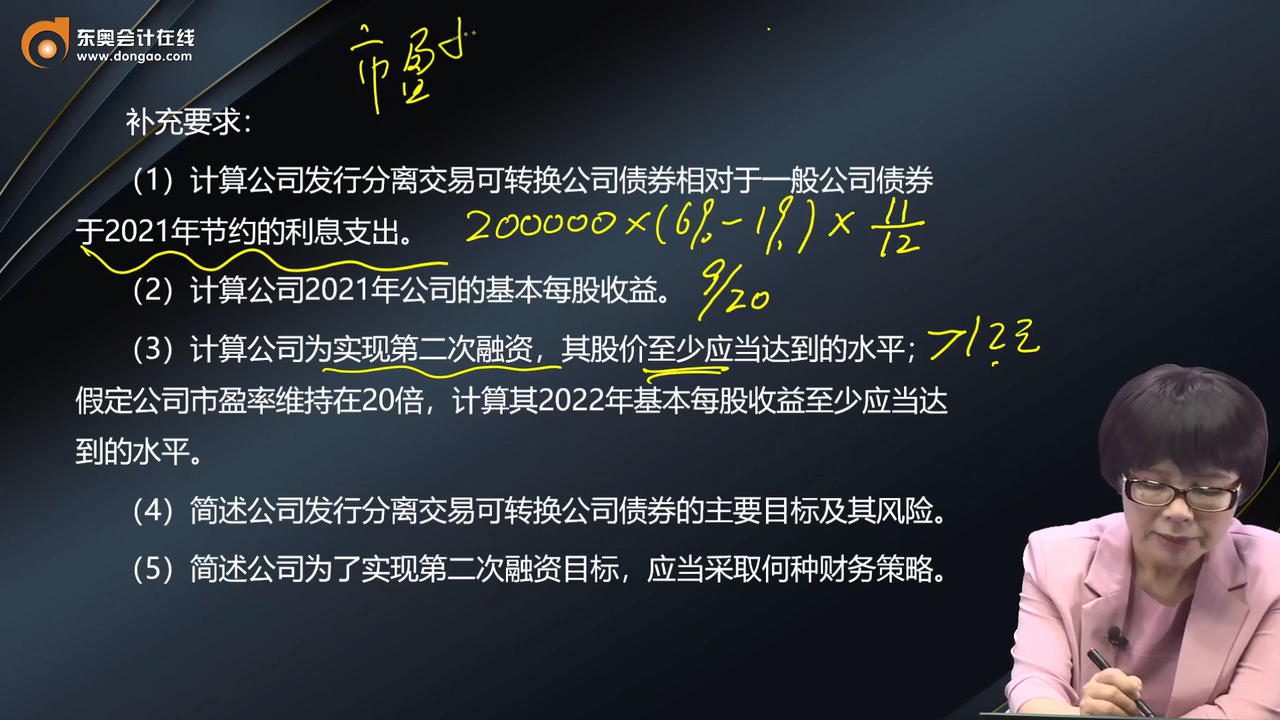 东奥会计在线
www.dongao.com
市盈
补充要求：
（1）计算公司发行分离交易可转换公司债券相对于一般公司债券
于2021年节约的利息支出。 200000×(6%-1%)×11/12
（2）计算公司2021年公司的基本每股收益。 9/20
（3）计算公司为实现第二次融资，其股价至少应当达到的水平； >12元
假定公司市盈率维持在20倍，计算其2022年基本每股收益至少应当达
到的水平。
（4）简述公司发行分离交易可转换公司债券的主要目标及其风险。
（5）简述公司为了实现第二次融资目标，应当采取何种财务策略。